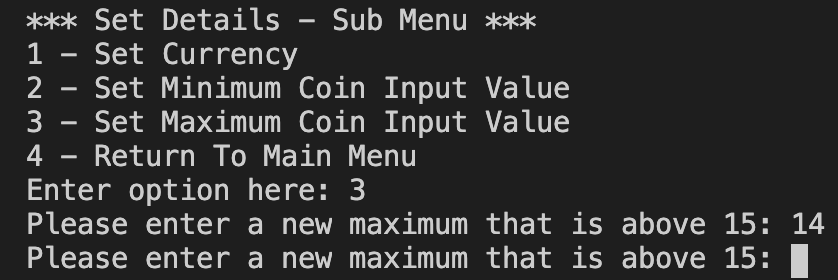 *** Set Details - Sub Menu ***
1 - Set Currency
2 - Set Minimum Coin Input Value
3 - Set Maximum Coin Input Value
4 - Return To Main Menu
Enter option here: 3
Please enter a new maximum that is above 15: 14
Please enter a new maximum that is above 15: